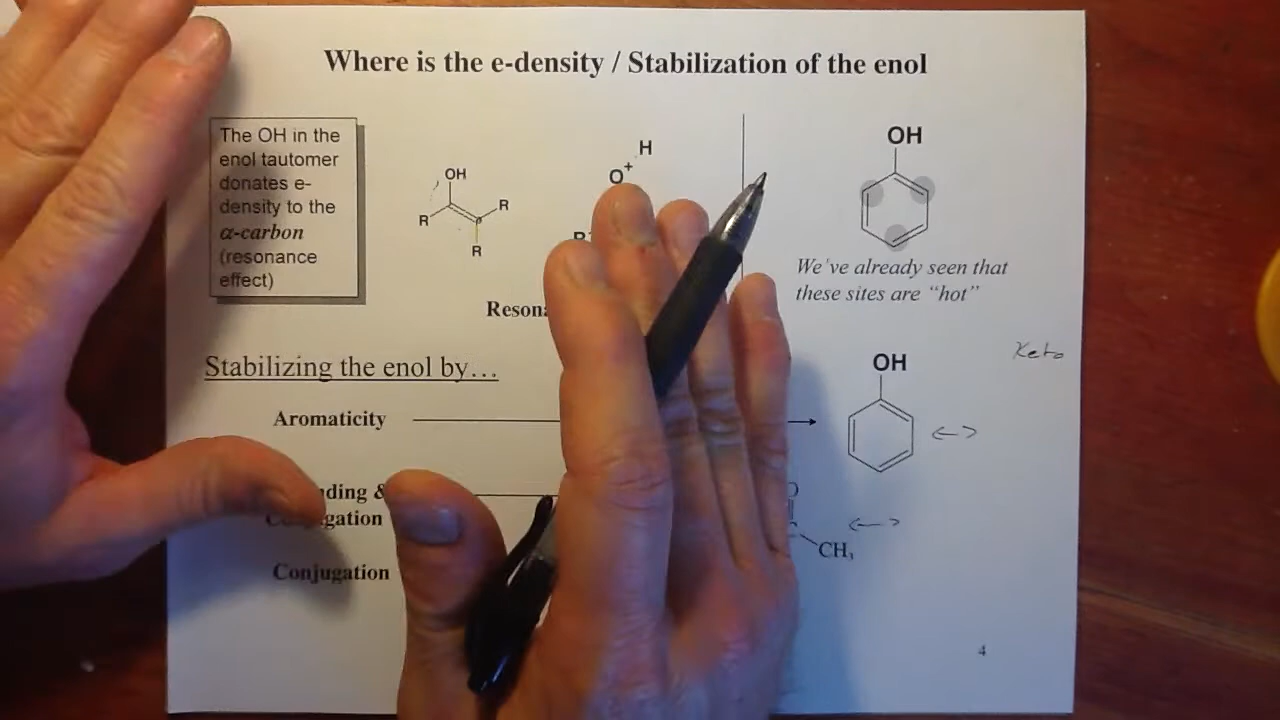 Where is the e-density / Stabilization of the enol
The OH in the
enol tautomer
donates e-
density to the
α-carbon
(resonance
effect)
OH
R
R
R
H
O+
OH
We've already seen that
these sites are "hot"
Stabilizing the enol by…
Keto
Aromaticity
OH
&
Conjugation
CH3
4